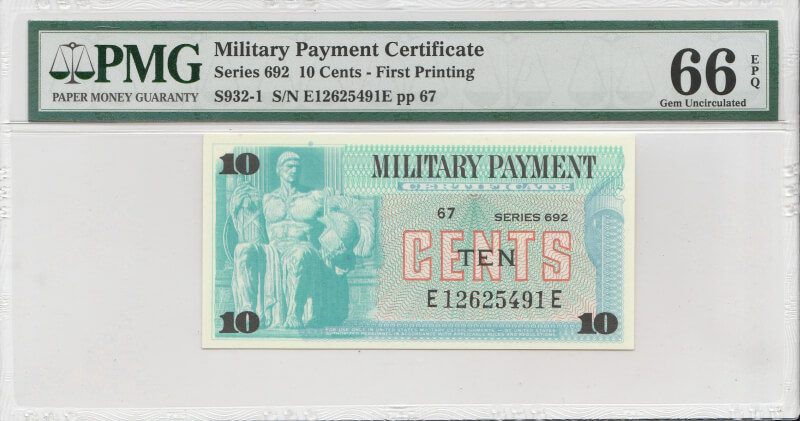 PMG
PAPER MONEY GUARANTY
Military Payment Certificate
Series 692 10 Cents - First Printing
S932-1 S/N E12625491E pp 67
66 EPQ
Gem Uncirculated
10 MILITARY PAYMENT
CERTIFICATE
67 SERIES 692
CENTS
TEN
E12625491E
10 10